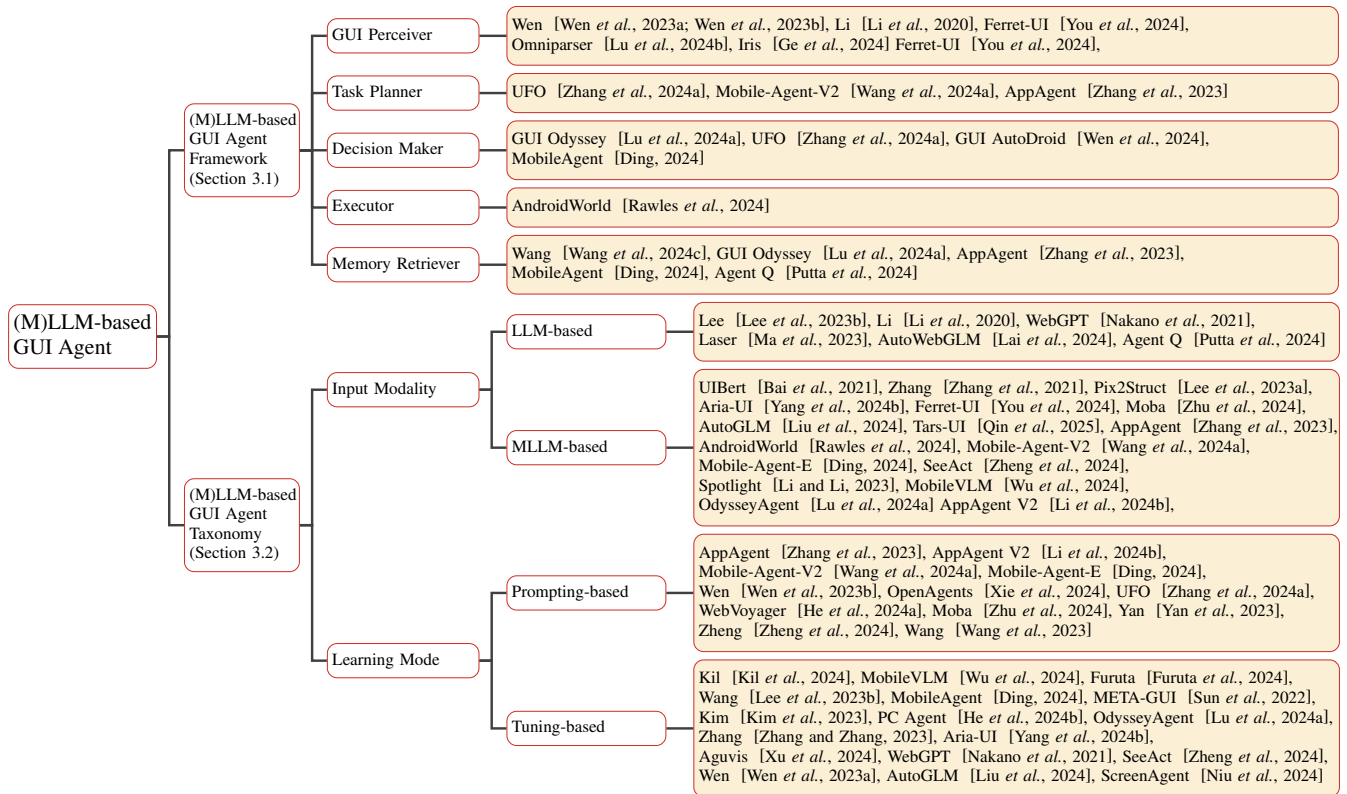 (M)LLM-based
GUI Agent
(M)LLM-based
GUI Agent
Framework
(Section 3.1)
GUI Perceiver
Wen [Wen et al., 2023a; Wen et al., 2023b], Li [Li et al., 2020], Ferret-UI [You et al., 2024],
Omniparser [Lu et al., 2024b], Iris [Ge et al., 2024] Ferret-UI [You et al., 2024],
Task Planner
UFO [Zhang et al., 2024a], Mobile-Agent-V2 [Wang et al., 2024a], AppAgent [Zhang et al., 2023]
Decision Maker
GUI Odyssey [Lu et al., 2024a], UFO [Zhang et al., 2024a], GUI AutoDroid [Wen et al., 2024],
MobileAgent [Ding, 2024]
Executor
AndroidWorld [Rawles et al., 2024]
Memory Retriever
Wang [Wang et al., 2024c], GUI Odyssey [Lu et al., 2024a], AppAgent [Zhang et al., 2023],
MobileAgent [Ding, 2024], Agent Q [Putta et al., 2024]
(M)LLM-based
GUI Agent
Taxonomy
(Section 3.2)
Input Modality
LLM-based
Lee [Lee et al., 2023b], Li [Li et al., 2020], WebGPT [Nakano et al., 2021],
Laser [Ma et al., 2023], AutoWebGLM [Lai et al., 2024], Agent Q [Putta et al., 2024]
MLLM-based
UIBert [Bai et al., 2021], Zhang [Zhang et al., 2021], Pix2Struct [Lee et al., 2023a],
Aria-UI [Yang et al., 2024b], Ferret-UI [You et al., 2024], Moba [Zhu et al., 2024],
AutoGLM [Liu et al., 2024], Tars-UI [Qin et al., 2025], AppAgent [Zhang et al., 2023],
AndroidWorld [Rawles et al., 2024], Mobile-Agent-V2 [Wang et al., 2024a],
Mobile-Agent-E [Ding, 2024], SeeAct [Zheng et al., 2024],
Spotlight [Li and Li, 2023], MobileVLM [Wu et al., 2024],
OdysseyAgent [Lu et al., 2024a] AppAgent V2 [Li et al., 2024b],
Learning Mode
Prompting-based
AppAgent [Zhang et al., 2023], AppAgent V2 [Li et al., 2024b],
Mobile-Agent-V2 [Wang et al., 2024a], Mobile-Agent-E [Ding, 2024],
Wen [Wen et al., 2023b], OpenAgents [Xie et al., 2024], UFO [Zhang et al., 2024a],
WebVoyager [He et al., 2024a], Moba [Zhu et al., 2024], Yan [Yan et al., 2023],
Zheng [Zheng et al., 2024], Wang [Wang et al., 2023]
Tuning-based
Kil [Kil et al., 2024], MobileVLM [Wu et al., 2024], Furuta [Furuta et al., 2024],
Wang [Lee et al., 2023b], MobileAgent [Ding, 2024], META-GUI [Sun et al., 2022],
Kim [Kim et al., 2023], PC Agent [He et al., 2024b], OdysseyAgent [Lu et al., 2024a],
Zhang [Zhang and Zhang, 2023], Aria-UI [Yang et al., 2024b],
Aguvis [Xu et al., 2024], WebGPT [Nakano et al., 2021], SeeAct [Zheng et al., 2024],
Wen [Wen et al., 2023a], AutoGLM [Liu et al., 2024], ScreenAgent [Niu et al., 2024]